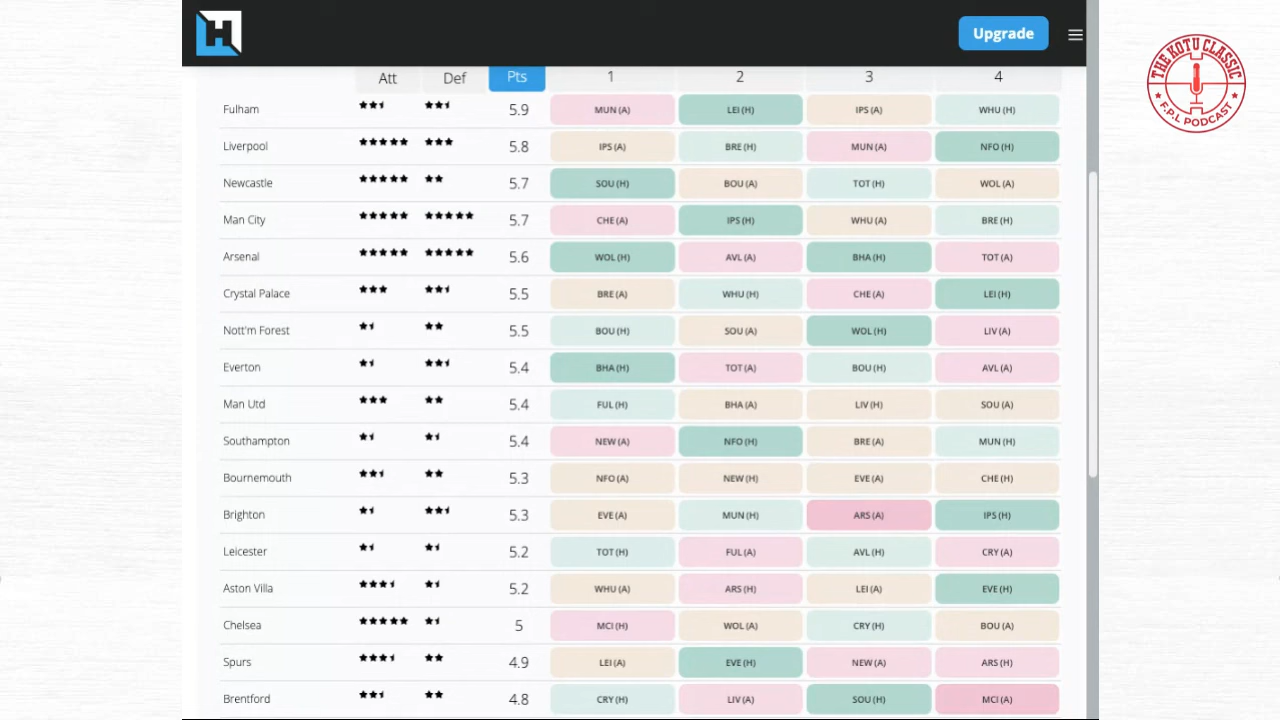 H
Upgrade
THE KOTU CLASSIC
F.P.L PODCAST
Att Def Pts 1 2 3 4
Fulham 5.9 MUN (A) LEI (H) IPS (A) WHU (H)
Liverpool 5.8 IPS (A) BRE (H) MUN (A) NFO (H)
Newcastle 5.7 SOU (H) BOU (A) TOT (H) WOL (A)
Man City 5.7 CHE (A) IPS (H) WHU (A) BRE (H)
Arsenal 5.6 WOL (H) AVL (A) BHA (H) TOT (A)
Crystal Palace 5.5 BRE (A) WHU (H) CHE (A) LEI (H)
Nott'm Forest 5.5 BOU (H) SOU (A) WOL (H) LIV (A)
Everton 5.4 BHA (H) TOT (A) BOU (H) AVL (A)
Man Utd 5.4 FUL (H) BHA (A) LIV (H) SOU (A)
Southampton 5.4 NEW (A) NFO (H) BRE (A) MUN (H)
Bournemouth 5.3 NFO (A) NEW (H) EVE (A) CHE (H)
Brighton 5.3 EVE (A) MUN (H) ARS (A) IPS (H)
Leicester 5.2 TOT (H) FUL (A) AVL (H) CRY (A)
Aston Villa 5.2 WHU (A) ARS (H) LEI (A) EVE (H)
Chelsea 5 MCI (H) WOL (A) CRY (H) BOU (A)
Spurs 4.9 LEI (A) EVE (H) NEW (A) ARS (H)
Brentford 4.8 CRY (H) LIV (A) SOU (H) MCI (A)